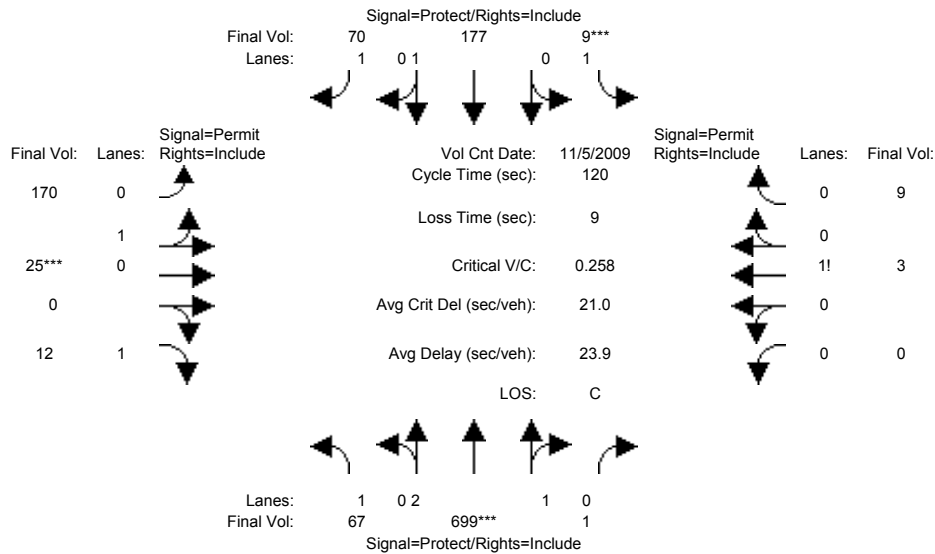 Signal=Protect/Rights=Include
Final Vol: 70 177 9***
Lanes: 1 0 1 0 1
Signal=Permit Signal=Permit
Final Vol: Lanes: Rights=Include Vol Cnt Date: 11/5/2009 Rights=Include Lanes: Final Vol:
Cycle Time (sec): 120
170 0 0 9
Loss Time (sec): 9
1 0
25*** 0 Critical V/C: 0.258 1! 3
0 Avg Crit Del (sec/veh): 21.0 0
12 1 Avg Delay (sec/veh): 23.9 0 0
LOS: C
Lanes: 1 0 2 1 0
Final Vol: 67 699*** 1
Signal=Protect/Rights=Include